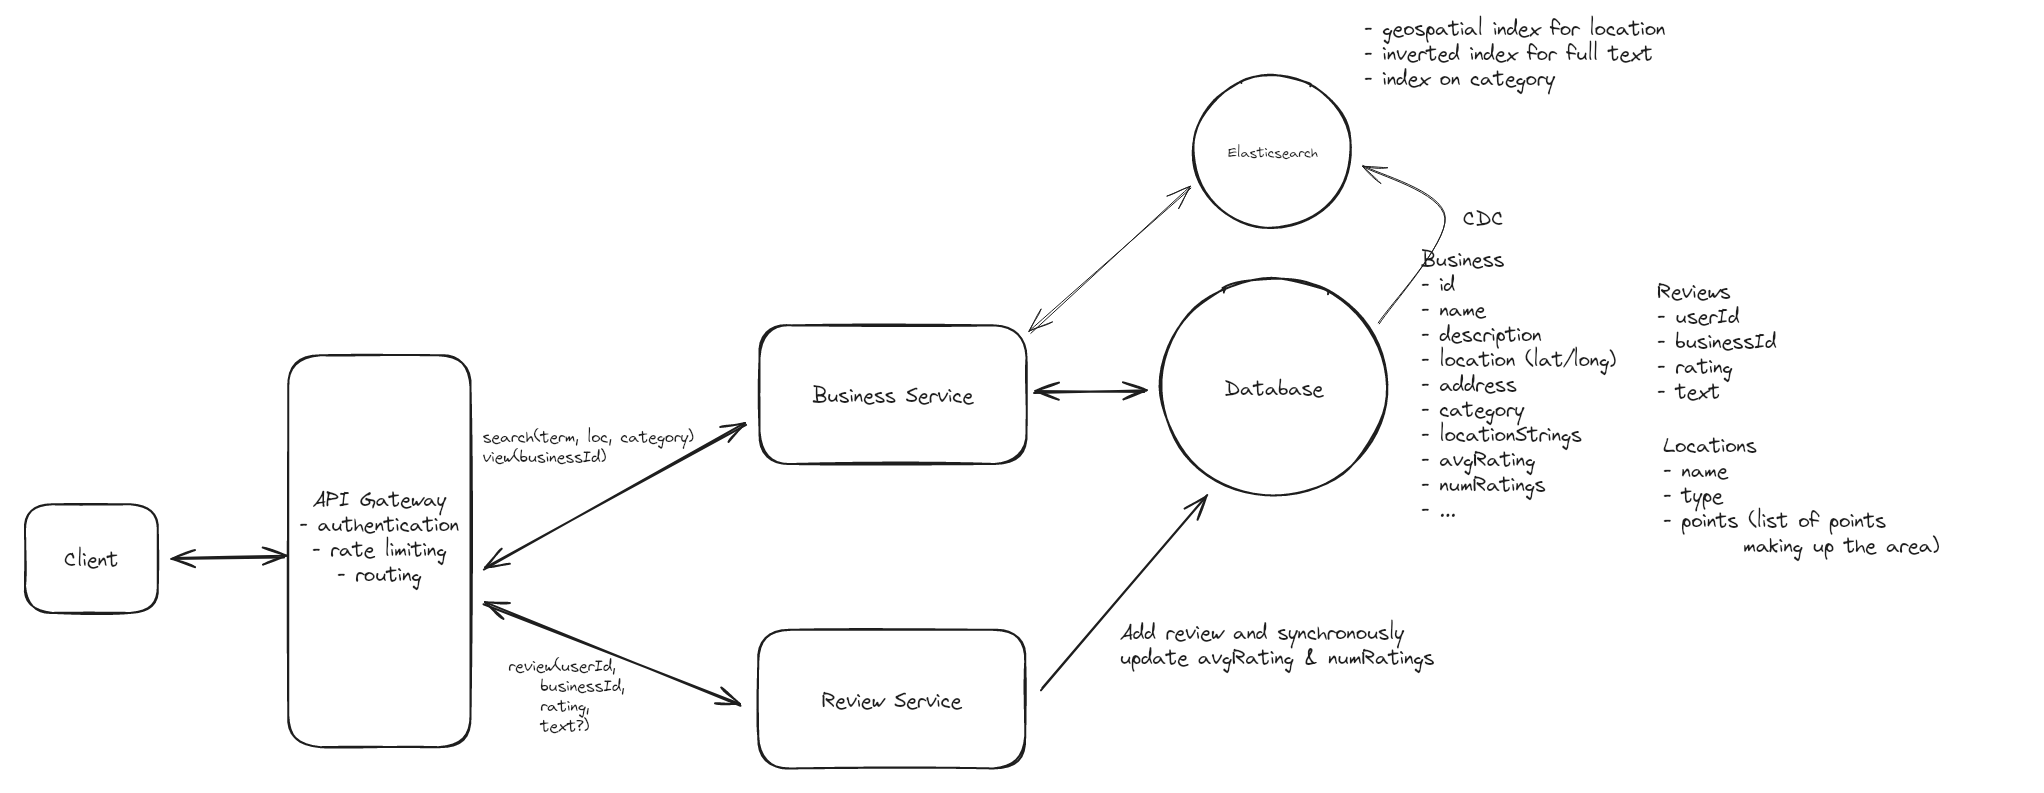 - geospatial index for location
- inverted index for full text
- index on category
Elasticsearch
CDC
Business
- id
- name
- description
- location (lat/long)
- address
- category
- locationStrings
- avgRating
- numRatings
- ...
Reviews
- userId
- businessId
- rating
- text
Locations
- name
- type
- points (list of points
making up the area)
Database
Business Service
search(term, loc, category)
view(businessId)
API Gateway
- authentication
- rate limiting
- routing
Client
review(userId,
businessId,
rating,
text?)
Review Service
Add review and synchronously
update avgRating & numRatings